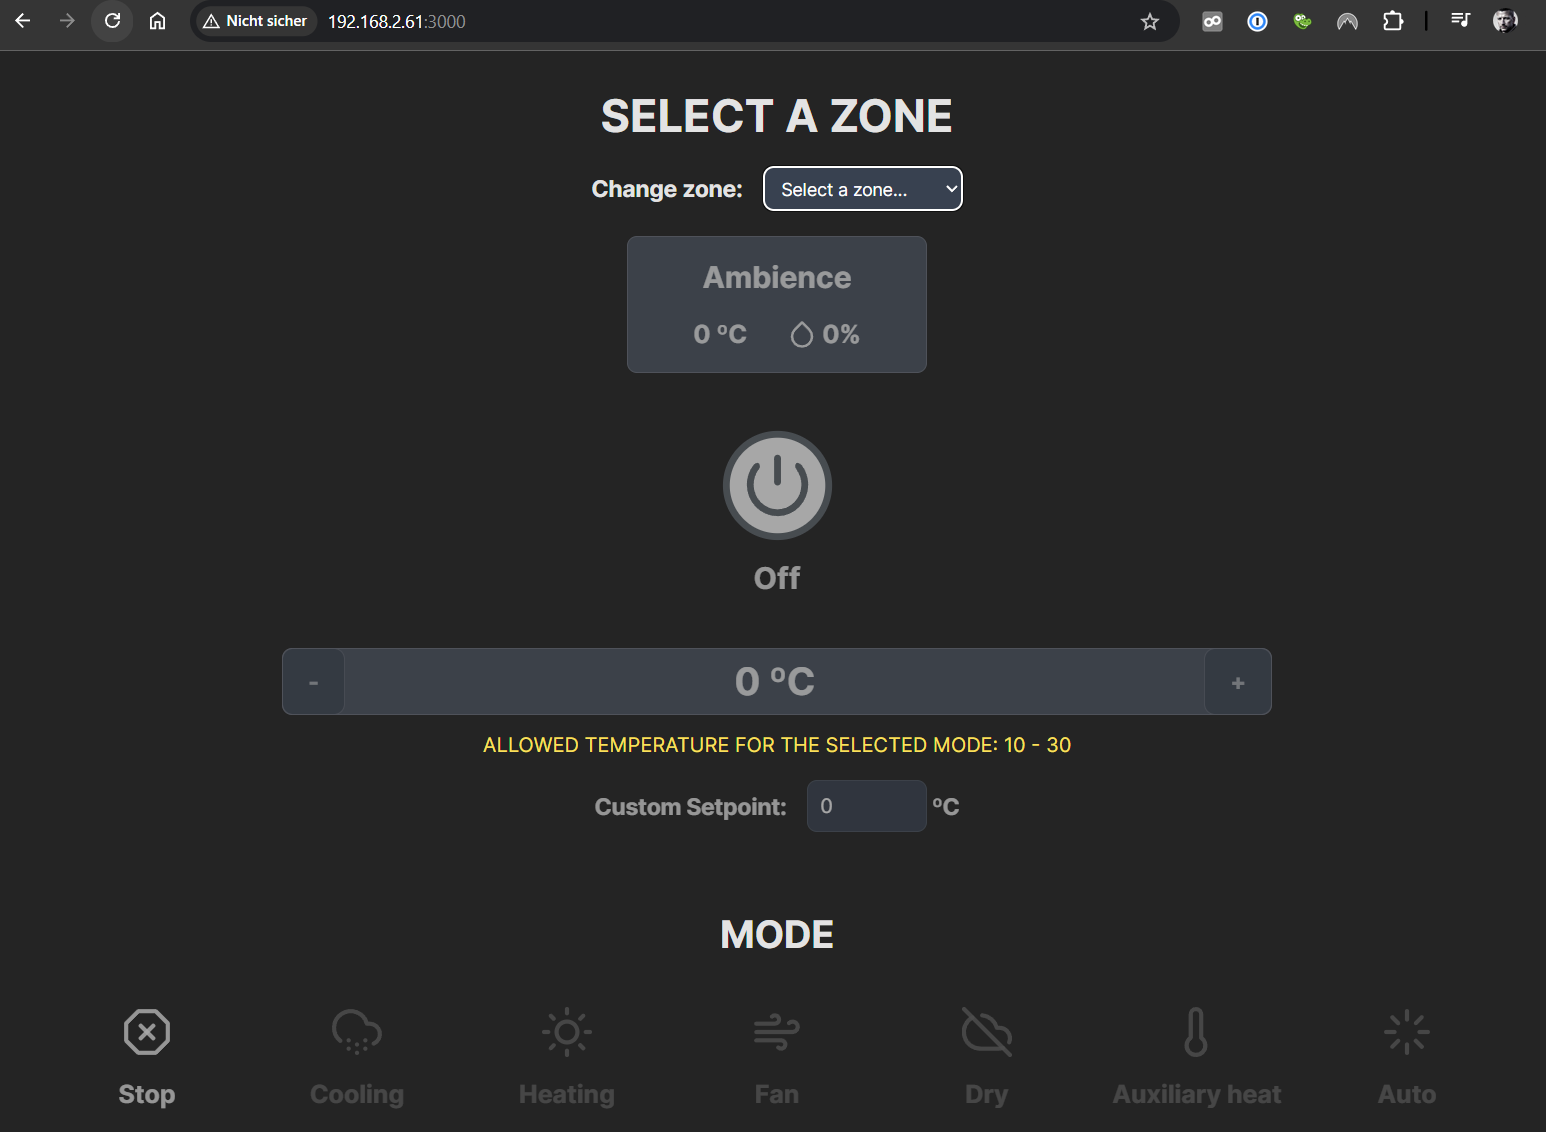 Nicht sicher 192.168.2.61:3000
SELECT A ZONE
Change zone: Select a zone...
Ambience
0 ºC 0%
Off
- 0 ºC +
ALLOWED TEMPERATURE FOR THE SELECTED MODE: 10 - 30
Custom Setpoint: 0 ºC
MODE
Stop Cooling Heating Fan Dry Auxiliary heat Auto